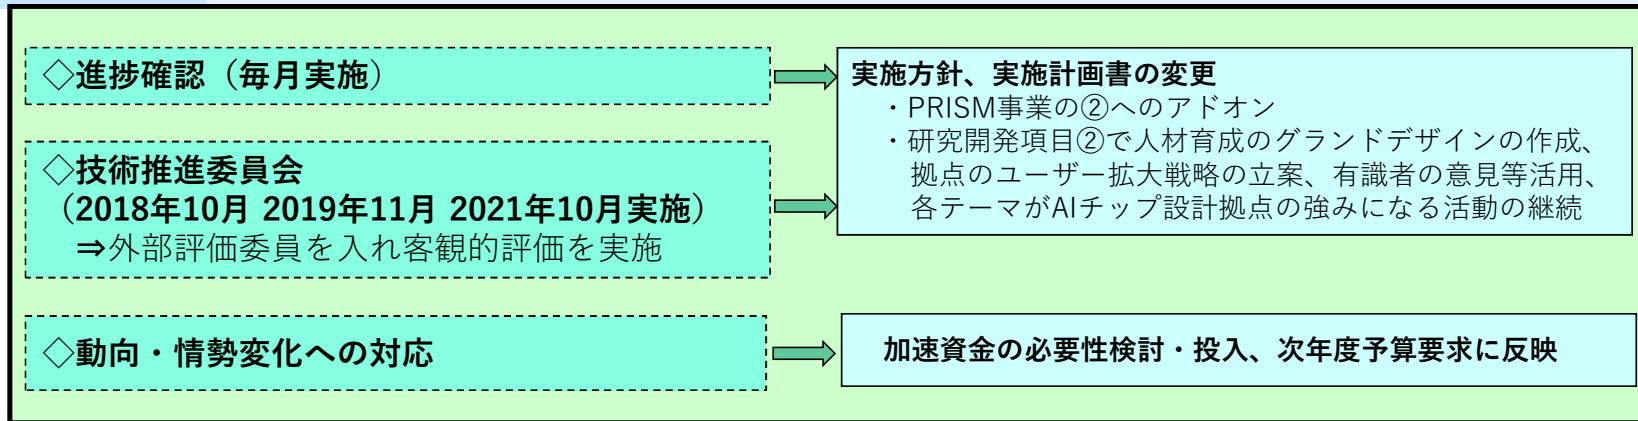 ◇進捗確認（毎月実施）
◇技術推進委員会
（2018年10月 2019年11月 2021年10月実施）
⇒外部評価委員を入れ客観的評価を実施
実施方針、実施計画書の変更
・PRISM事業の②へのアドオン
・研究開発項目②で人材育成のグランドデザインの作成、
拠点のユーザー拡大戦略の立案、有識者の意見等活用、
各テーマがAIチップ設計拠点の強みになる活動の継続
◇動向・情勢変化への対応
加速資金の必要性検討・投入、次年度予算要求に反映